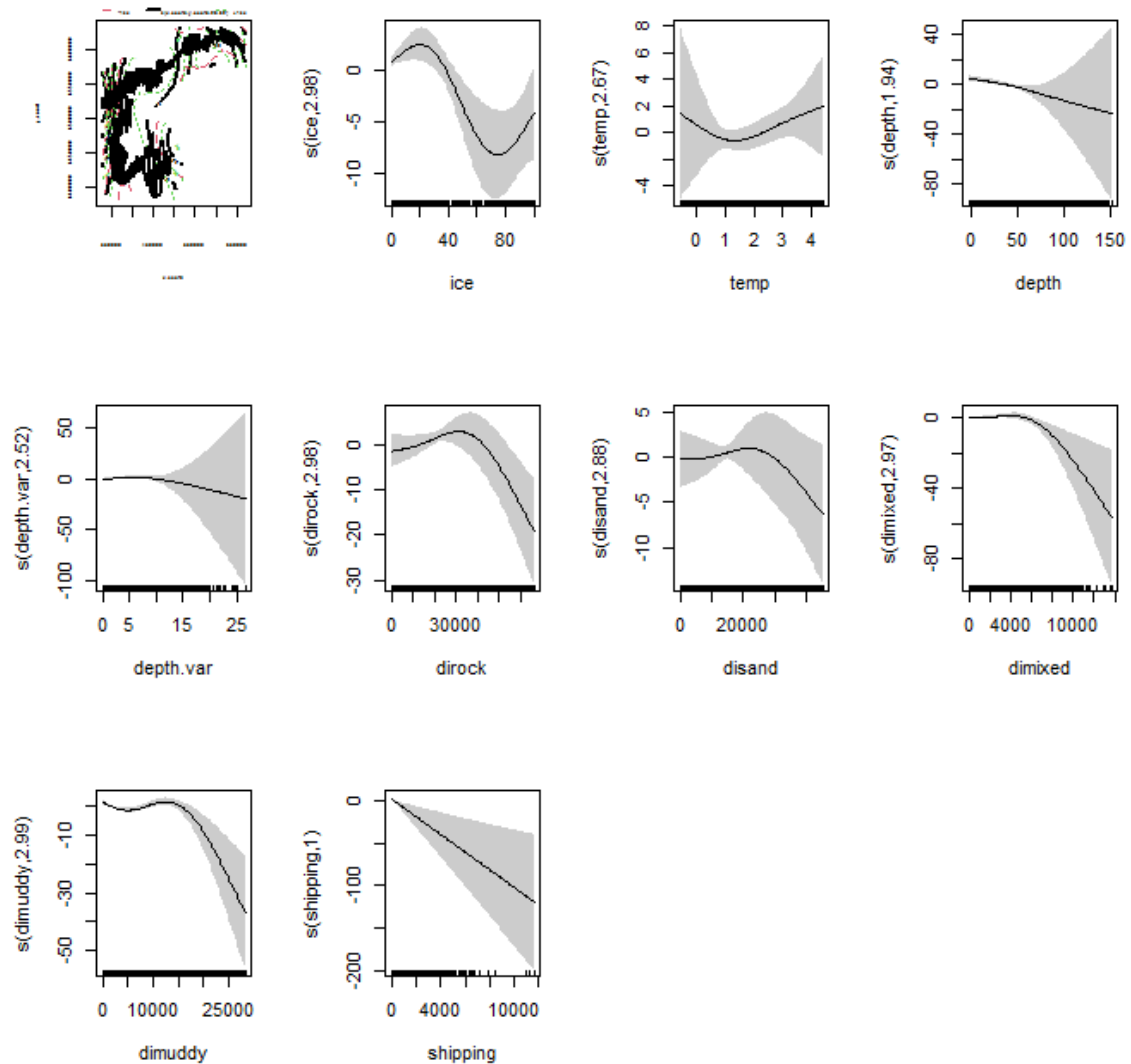 s(ice,2.98)
0
-5
-10
0 40 80
ice
s(temp,2.67)
8
6
4
2
0
-4
0 1 2 3 4
temp
s(depth,1.94)
40
0
-40
-80
0 50 100 150
depth
s(depth.var,2.52)
50
0
-50
-100
0 5 15 25
depth.var
s(dirock,2.98)
0
-10
-20
-30
0 30000
dirock
s(disand,2.88)
5
0
-5
-10
0 20000
disand
s(dimixed,2.97)
0
-40
-80
0 4000 10000
dimixed
s(dimuddy,2.99)
-10
-30
-50
0 10000 25000
dimuddy
s(shipping,1)
0
-100
-200
0 4000 10000
shipping